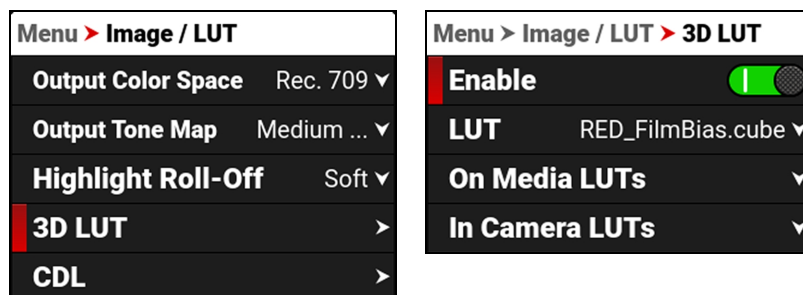 Menu > Image / LUT
Output Color Space Rec. 709
Output Tone Map Medium ...
Highlight Roll-Off Soft
3D LUT
CDL
Menu > Image / LUT > 3D LUT
Enable
LUT RED_FilmBias.cube
On Media LUTs
In Camera LUTs